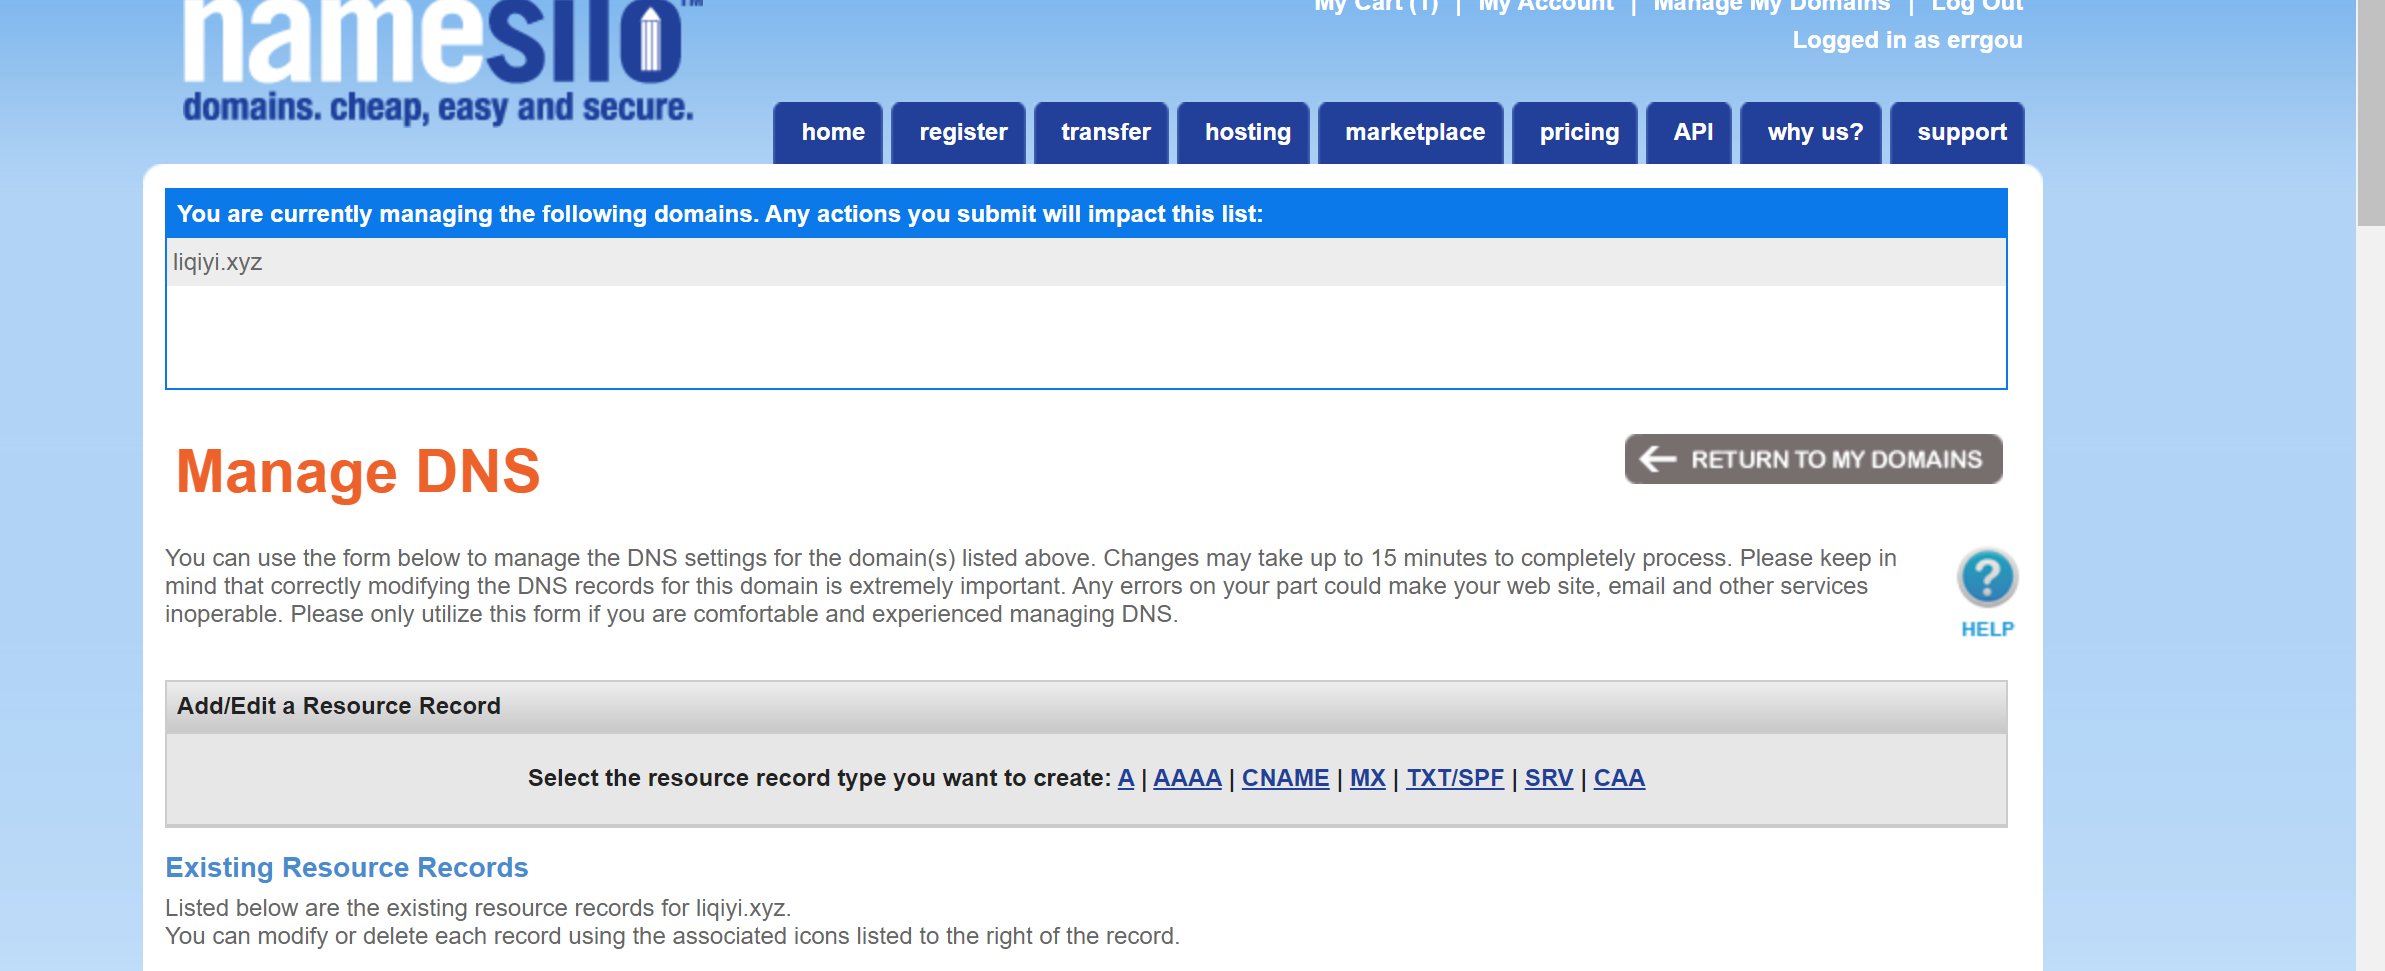 My Cart (1) | My Account | Manage My Domains | Log Out
Logged in as errgou
namesilo™
domains. cheap, easy and secure.
home register transfer hosting marketplace pricing API why us? support
You are currently managing the following domains. Any actions you submit will impact this list:
liqiyi.xyz
Manage DNS
RETURN TO MY DOMAINS
You can use the form below to manage the DNS settings for the domain(s) listed above. Changes may take up to 15 minutes to completely process. Please keep in
mind that correctly modifying the DNS records for this domain is extremely important. Any errors on your part could make your web site, email and other services
inoperable. Please only utilize this form if you are comfortable and experienced managing DNS.
?
HELP
Add/Edit a Resource Record
Select the resource record type you want to create: A | AAAA | CNAME | MX | TXT/SPF | SRV | CAA
Existing Resource Records
Listed below are the existing resource records for liqiyi.xyz.
You can modify or delete each record using the associated icons listed to the right of the record.